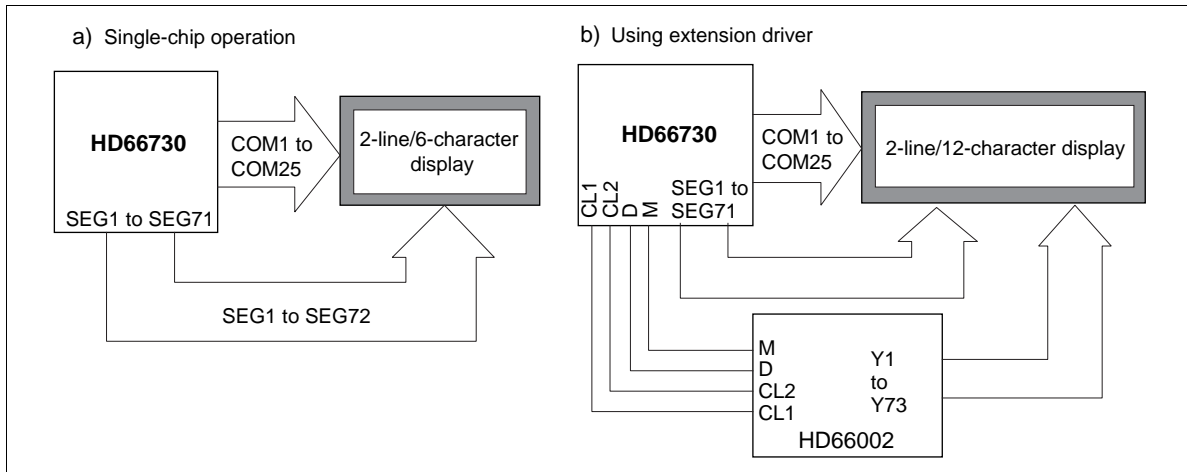 a) Single-chip operation
HD66730
COM1 to
COM25
2-line/6-character
display
SEG1 to SEG71
SEG1 to SEG72
b) Using extension driver
HD66730
COM1 to
COM25
2-line/12-character display
CL1
CL2
D
M
SEG1 to
SEG71
M
D
CL2
CL1
Y1
to
Y73
HD66002